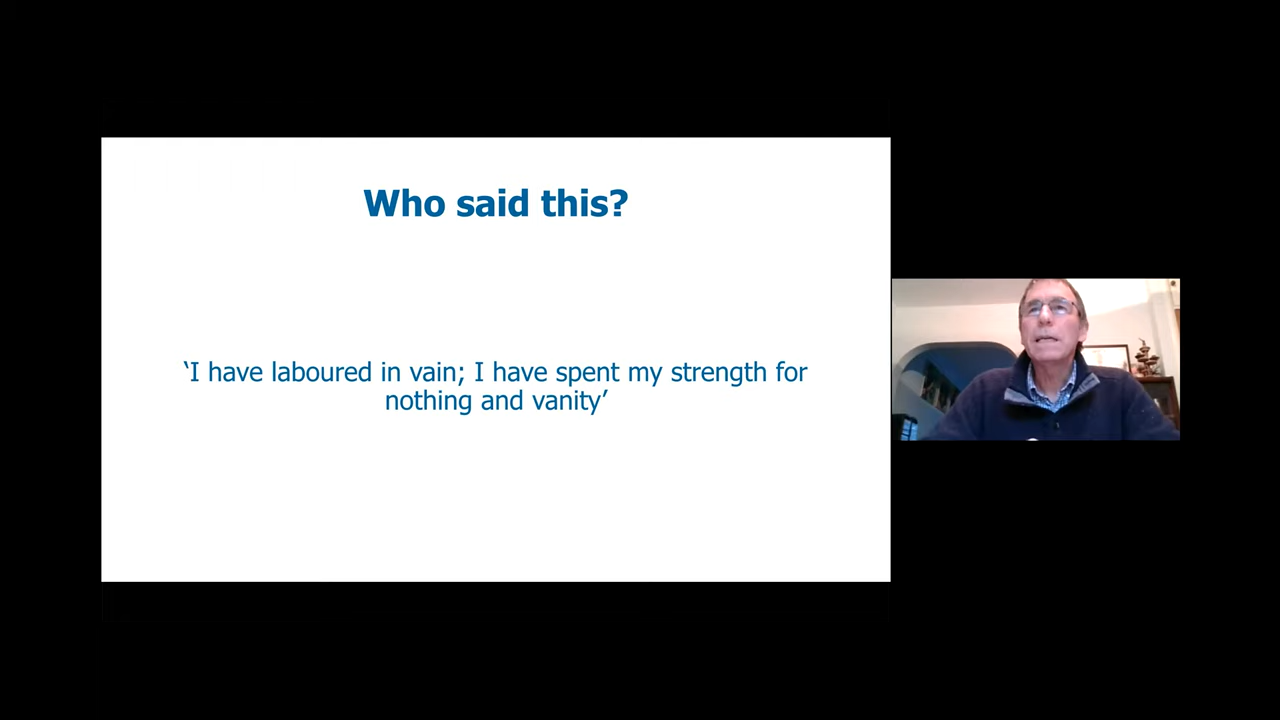 Who said this?
‘I have laboured in vain; I have spent my strength for
nothing and vanity’